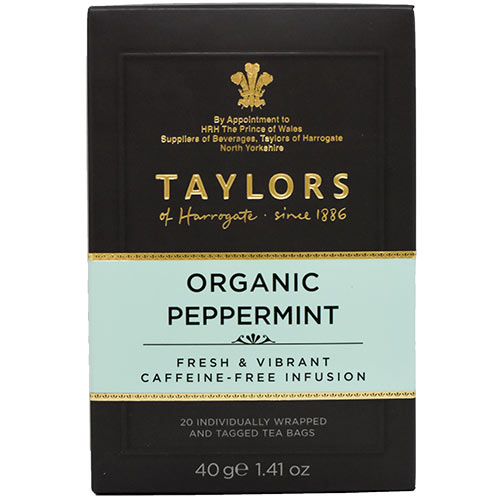 By Appointment to
HRH The Prince of Wales
Suppliers of Beverages, Taylors of Harrogate
North Yorkshire
TAYLORS
of Harrogate · since 1886
ORGANIC
PEPPERMINT
FRESH & VIBRANT
CAFFEINE-FREE INFUSION
20 INDIVIDUALLY WRAPPED
AND TAGGED TEA BAGS
40 g℮ 1.41 oz